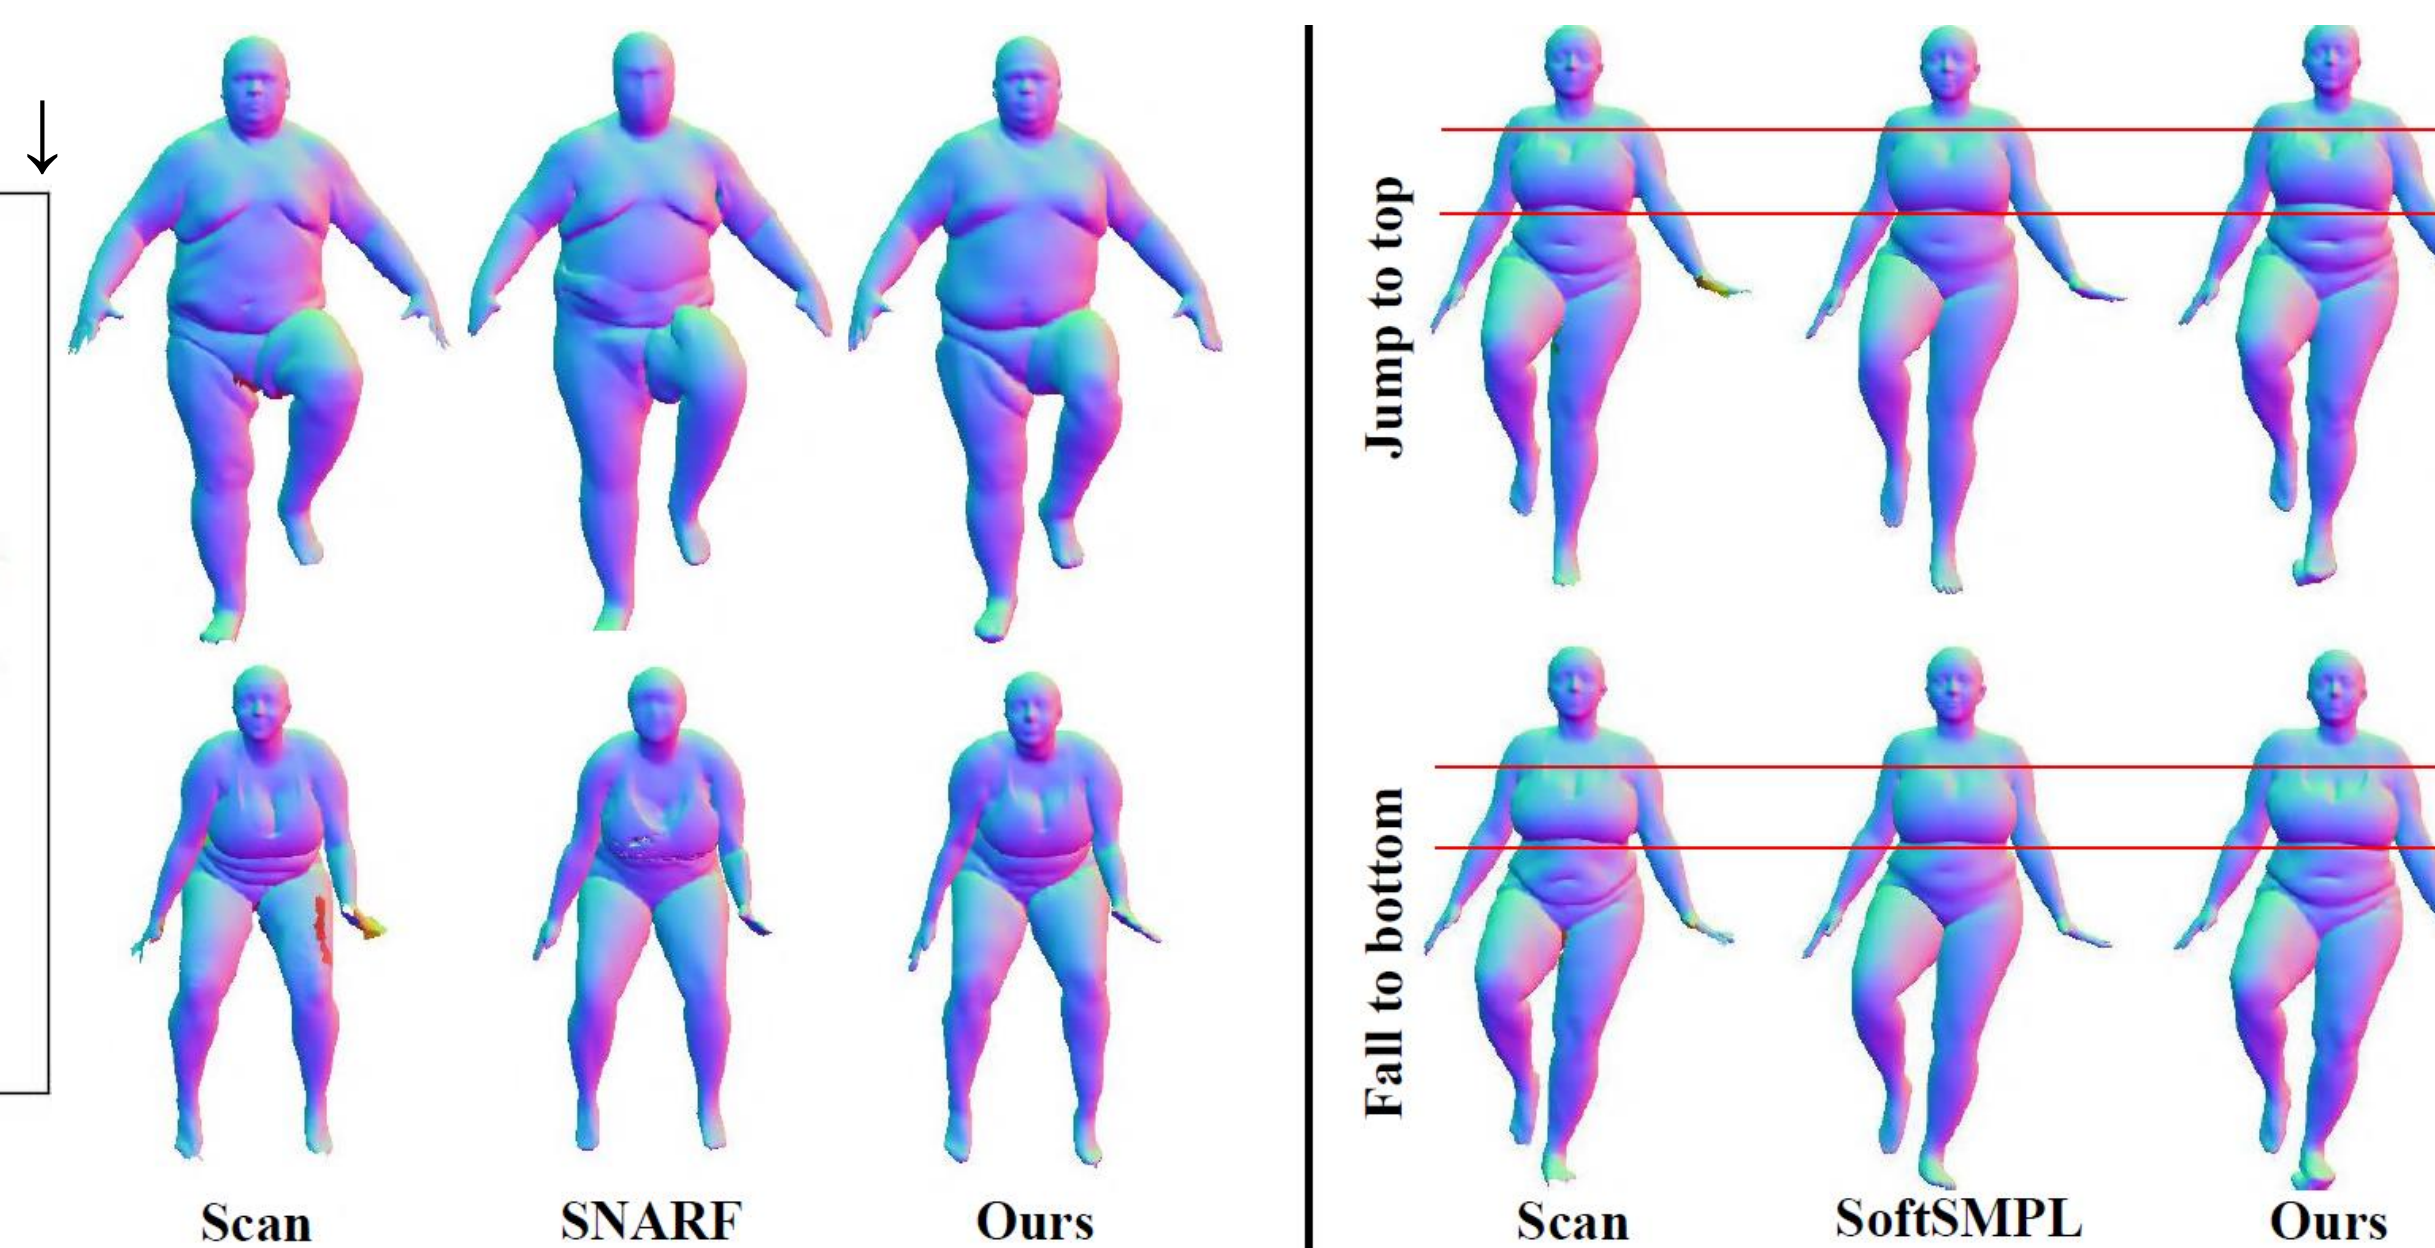 Jump to top
Fall to bottom
Scan
SNARF
Ours
Scan
SoftSMPL
Ours